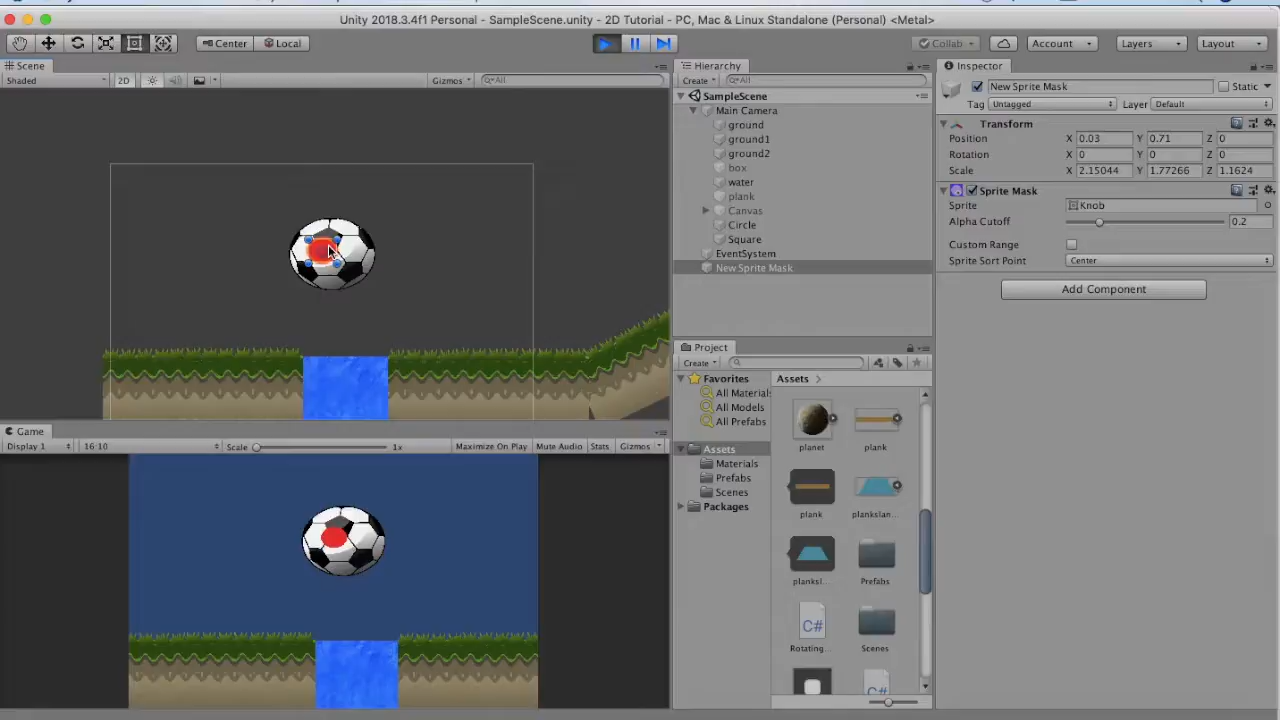 Unity 2018.3.4f1 Personal - SampleScene.unity - 2D Tutorial - PC, Mac & Linux Standalone (Personal) <Metal>
Center Local Collab Account Layers Layout
Scene
Shaded 2D Gizmos All
Hierarchy
Create All
SampleScene
Main Camera
ground
ground1
ground2
box
water
plank
Canvas
Circle
Square
EventSystem
New Sprite Mask
Inspector
New Sprite Mask Static
Tag Untagged Layer Default
Transform
Position X 0.03 Y 0.71 Z 0
Rotation X 0 Y 0 Z 0
Scale X 2.15044 Y 1.77266 Z 1.1624
Sprite Mask
Sprite Knob
Alpha Cutoff 0.2
Custom Range
Sprite Sort Point Center
Add Component
Project
Create
Favorites
All Materials
All Models
All Prefabs
Assets
Materials
Prefabs
Scenes
Packages
Assets
planet plank
plank plankslan...
planksl... Prefabs
C#
Rotating... Scenes
C#
Game
Display 1 16:10 Scale 1x Maximize On Play Mute Audio Stats Gizmos